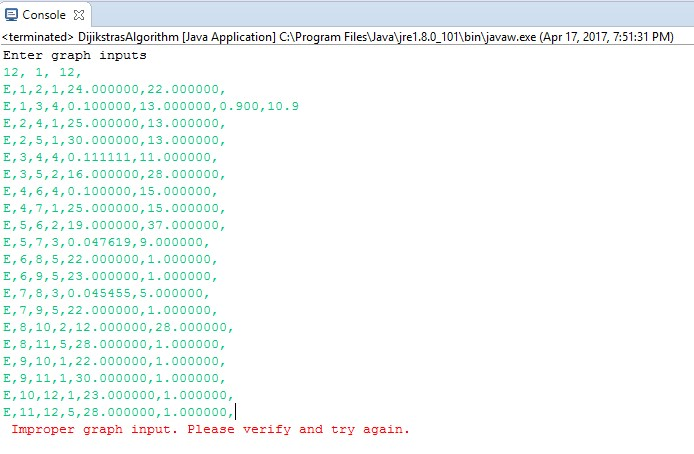 Console
<terminated> DijikstrasAlgorithm [Java Application] C:\Program Files\Java\jre1.8.0_101\bin\javaw.exe (Apr 17, 2017, 7:51:31 PM)
Enter graph inputs
12, 1, 12,
E,1,2,1,24.000000,22.000000,
E,1,3,4,0.100000,13.000000,0.900,10.9
E,2,4,1,25.000000,13.000000,
E,2,5,1,30.000000,13.000000,
E,3,4,4,0.111111,11.000000,
E,3,5,2,16.000000,28.000000,
E,4,6,4,0.100000,15.000000,
E,4,7,1,25.000000,15.000000,
E,5,6,2,19.000000,37.000000,
E,5,7,3,0.047619,9.000000,
E,6,8,5,22.000000,1.000000,
E,6,9,5,23.000000,1.000000,
E,7,8,3,0.045455,5.000000,
E,7,9,5,22.000000,1.000000,
E,8,10,2,12.000000,28.000000,
E,8,11,5,28.000000,1.000000,
E,9,10,1,22.000000,1.000000,
E,9,11,1,30.000000,1.000000,
E,10,12,1,23.000000,1.000000,
E,11,12,5,28.000000,1.000000,
Improper graph input. Please verify and try again.